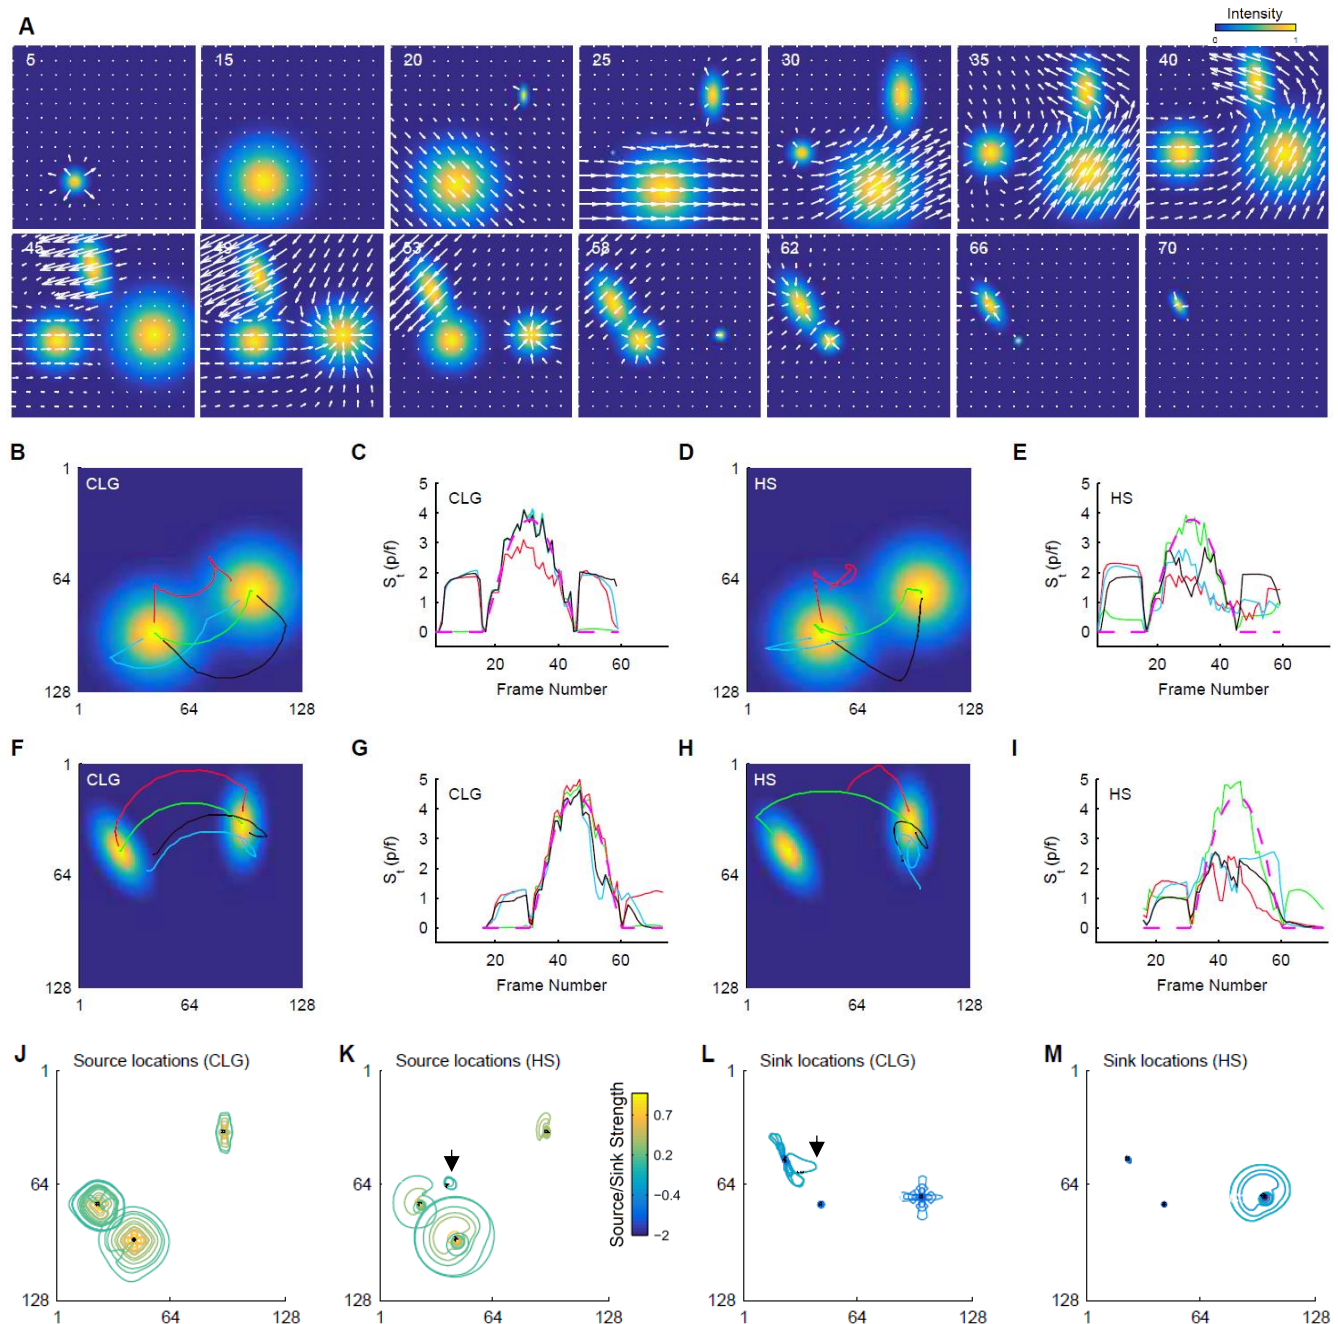 A
Intensity
0 1
5 15 20 25 30 35 40
45 49 53 58 62 66 70
B C D E
1
CLG
64
128
1 64 128
5
4
3
2
1
0
CLG
S_t (p/f)
20 40 60
Frame Number
1
HS
64
128
1 64 128
5
4
3
2
1
0
HS
S_t (p/f)
20 40 60
Frame Number
F G H I
1
CLG
64
128
1 64 128
5
4
3
2
1
0
CLG
S_t (p/f)
20 40 60
Frame Number
1
HS
64
128
1 64 128
5
4
3
2
1
0
HS
S_t (p/f)
20 40 60
Frame Number
J K L M
Source locations (CLG)
1
64
128
1 64 128
Source locations (HS)
1
64
128
1 64 128
Source/Sink Strength
0.7
0.2
−0.4
−2
Sink locations (CLG)
1
64
128
1 64 128
Sink locations (HS)
1
64
128
1 64 128